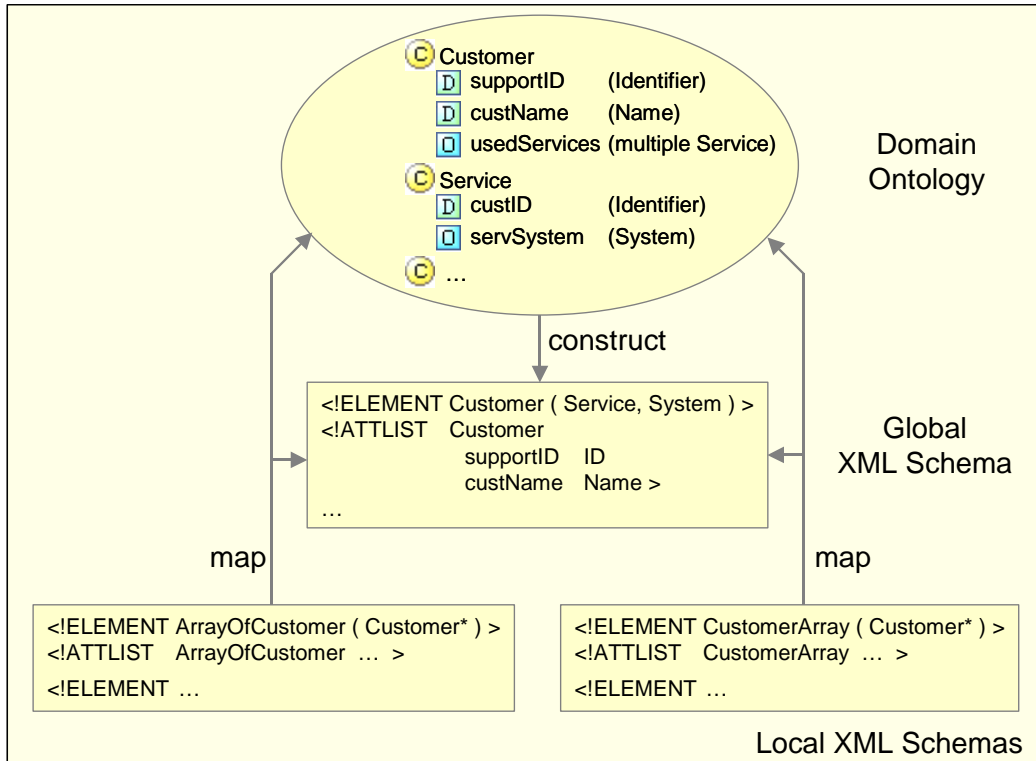 C Customer
D supportID (Identifier)
D custName (Name)
O usedServices (multiple Service)
C Service
D custID (Identifier)
O servSystem (System)
C …
Domain
Ontology
construct
<!ELEMENT Customer ( Service, System ) >
<!ATTLIST Customer
supportID ID
custName Name >
…
Global
XML Schema
map
map
<!ELEMENT ArrayOfCustomer ( Customer* ) >
<!ATTLIST ArrayOfCustomer … >
<!ELEMENT …
<!ELEMENT CustomerArray ( Customer* ) >
<!ATTLIST CustomerArray … >
<!ELEMENT …
Local XML Schemas